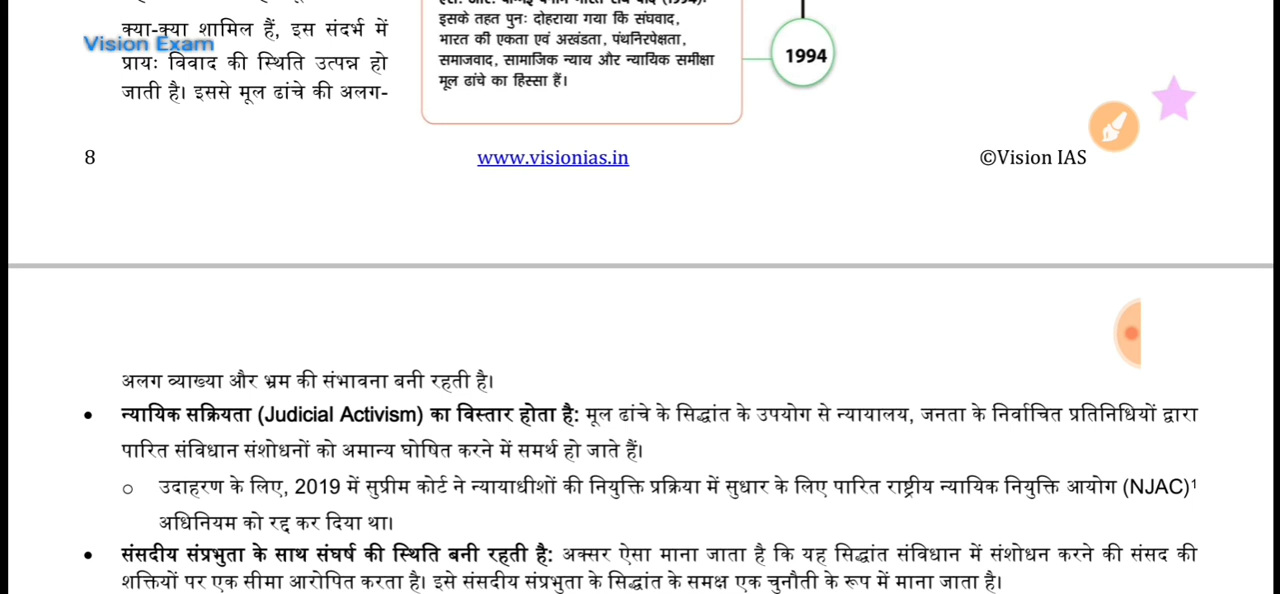 क्या-क्या शामिल हैं, इस संदर्भ में
Vision Exam
प्रायः विवाद की स्थिति उत्पन्न हो
जाती है। इससे मूल ढांचे की अलग-
इसके तहत पुनः दोहराया गया कि संघवाद,
भारत की एकता एवं अखंडता, पंथनिरपेक्षता,
समाजवाद, सामाजिक न्याय और न्यायिक समीक्षा
मूल ढांचे का हिस्सा हैं।
1994
8
www.visionias.in
©Vision IAS
अलग व्याख्या और भ्रम की संभावना बनी रहती है।
• न्यायिक सक्रियता (Judicial Activism) का विस्तार होता है: मूल ढांचे के सिद्धांत के उपयोग से न्यायालय, जनता के निर्वाचित प्रतिनिधियों द्वारा
पारित संविधान संशोधनों को अमान्य घोषित करने में समर्थ हो जाते हैं।
o उदाहरण के लिए, 2019 में सुप्रीम कोर्ट ने न्यायाधीशों की नियुक्ति प्रक्रिया में सुधार के लिए पारित राष्ट्रीय न्यायिक नियुक्ति आयोग (NJAC)¹
अधिनियम को रद्द कर दिया था।
• संसदीय संप्रभुता के साथ संघर्ष की स्थिति बनी रहती है: अक्सर ऐसा माना जाता है कि यह सिद्धांत संविधान में संशोधन करने की संसद की
शक्तियों पर एक सीमा आरोपित करता है। इसे संसदीय संप्रभुता के सिद्धांत के समक्ष एक चुनौती के रूप में माना जाता है।